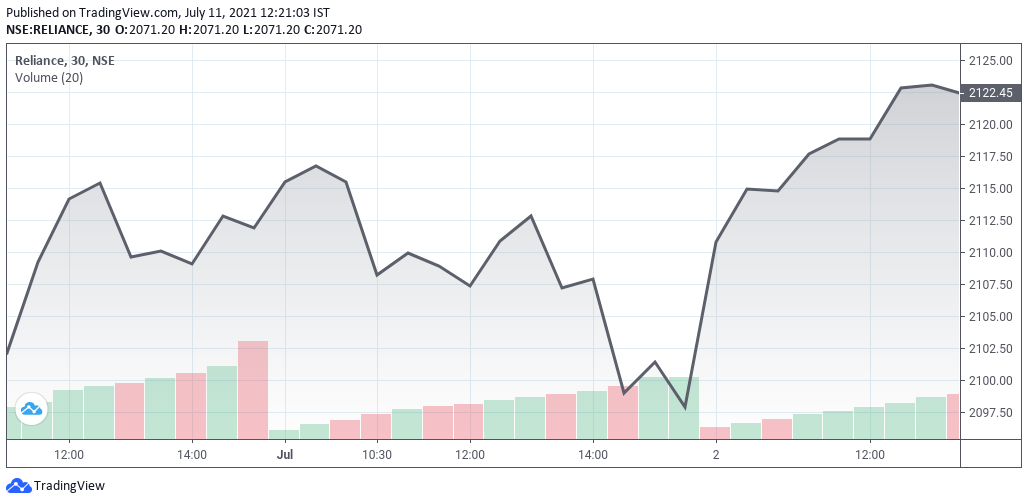 Published on TradingView.com, July 11, 2021 12:21:03 IST
NSE:RELIANCE, 30 O:2071.20 H:2071.20 L:2071.20 C:2071.20
Reliance, 30, NSE
Volume (20)
2125.00
2122.45
2120.00
2117.50
2115.00
2112.50
2110.00
2107.50
2105.00
2102.50
2100.00
2097.50
12:00 14:00 Jul 10:30 12:00 14:00 2 12:00
TradingView